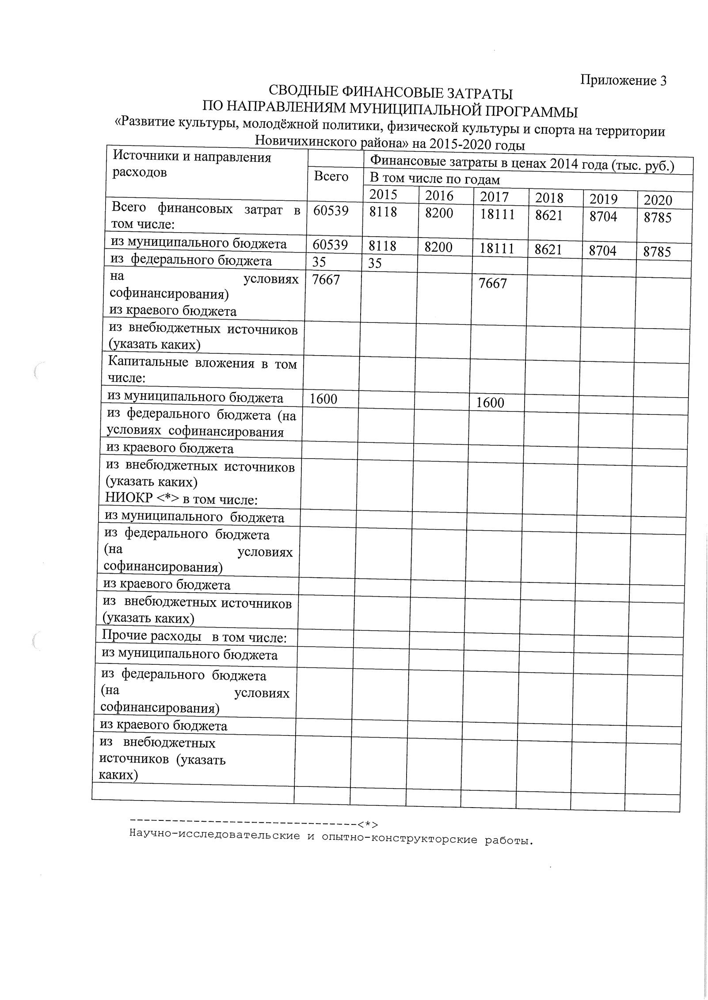 Приложение 3
СВОДНЫЕ ФИНАНСОВЫЕ ЗАТРАТЫ
ПО НАПРАВЛЕНИЯМ МУНИЦИПАЛЬНОЙ ПРОГРАММЫ
«Развитие культуры, молодёжной политики, физической культуры и спорта на территории
Новичихинского района» на 2015-2020 годы
Источники и направления
расходов
Финансовые затраты в ценах 2014 года (тыс. руб.)
Всего
В том числе по годам
2015 2016 2017 2018 2019 2020
Всего финансовых затрат в 60539 8118 8200 18111 8621 8704 8785
том числе:
из муниципального бюджета 60539 8118 8200 18111 8621 8704 8785
из федерального бюджета 35 35
на условиях 7667 7667
софинансирования)
из краевого бюджета
из внебюджетных источников
(указать каких)
Капитальные вложения в том
числе:
из муниципального бюджета 1600 1600
из федерального бюджета (на
условиях софинансирования
из краевого бюджета
из внебюджетных источников
(указать каких)
НИОКР <*> в том числе:
из муниципального бюджета
из федерального бюджета
(на условиях
софинансирования)
из краевого бюджета
из внебюджетных источников
(указать каких)
Прочие расходы в том числе:
из муниципального бюджета
из федерального бюджета
(на условиях
софинансирования)
из краевого бюджета
из внебюджетных
источников (указать
каких)
--------------------------------<*>
Научно-исследовательские и опытно-конструкторские работы.